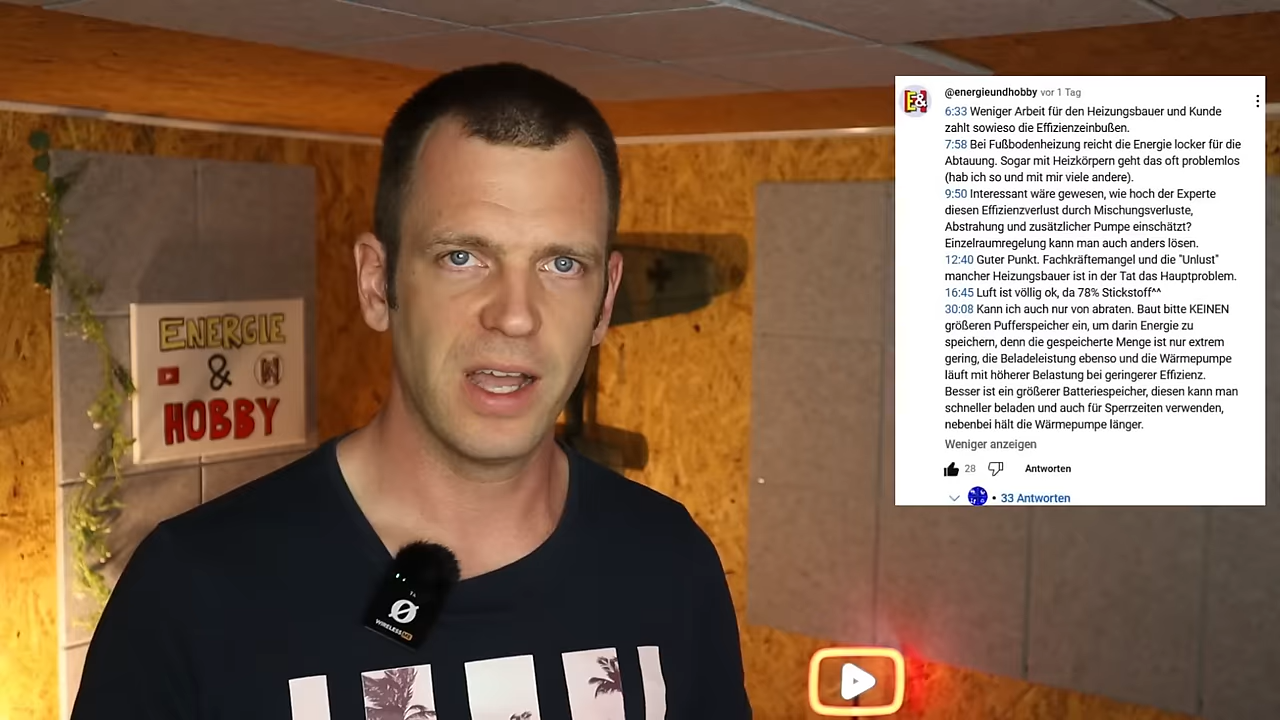 ENERGIE
&
HOBBY
WIRELESS ME
E&
@energieundhobby vor 1 Tag
6:33 Weniger Arbeit für den Heizungsbauer und Kunde
zahlt sowieso die Effizienzeinbußen.
7:58 Bei Fußbodenheizung reicht die Energie locker für die
Abtauung. Sogar mit Heizkörpern geht das oft problemlos
(hab ich so und mit mir viele andere).
9:50 Interessant wäre gewesen, wie hoch der Experte
diesen Effizienzverlust durch Mischungsverluste,
Abstrahung und zusätzlicher Pumpe einschätzt?
Einzelraumregelung kann man auch anders lösen.
12:40 Guter Punkt. Fachkräftemangel und die "Unlust"
mancher Heizungsbauer ist in der Tat das Hauptproblem.
16:45 Luft ist völlig ok, da 78% Stickstoff^^
30:08 Kann ich auch nur von abraten. Baut bitte KEINEN
größeren Pufferspeicher ein, um darin Energie zu
speichern, denn die gespeicherte Menge ist nur extrem
gering, die Beladeleistung ebenso und die Wärmepumpe
läuft mit höherer Belastung bei geringerer Effizienz.
Besser ist ein größerer Batteriespeicher, diesen kann man
schneller beladen und auch für Sperrzeiten verwenden,
nebenbei hält die Wärmepumpe länger.
Weniger anzeigen
28 Antworten
• 33 Antworten